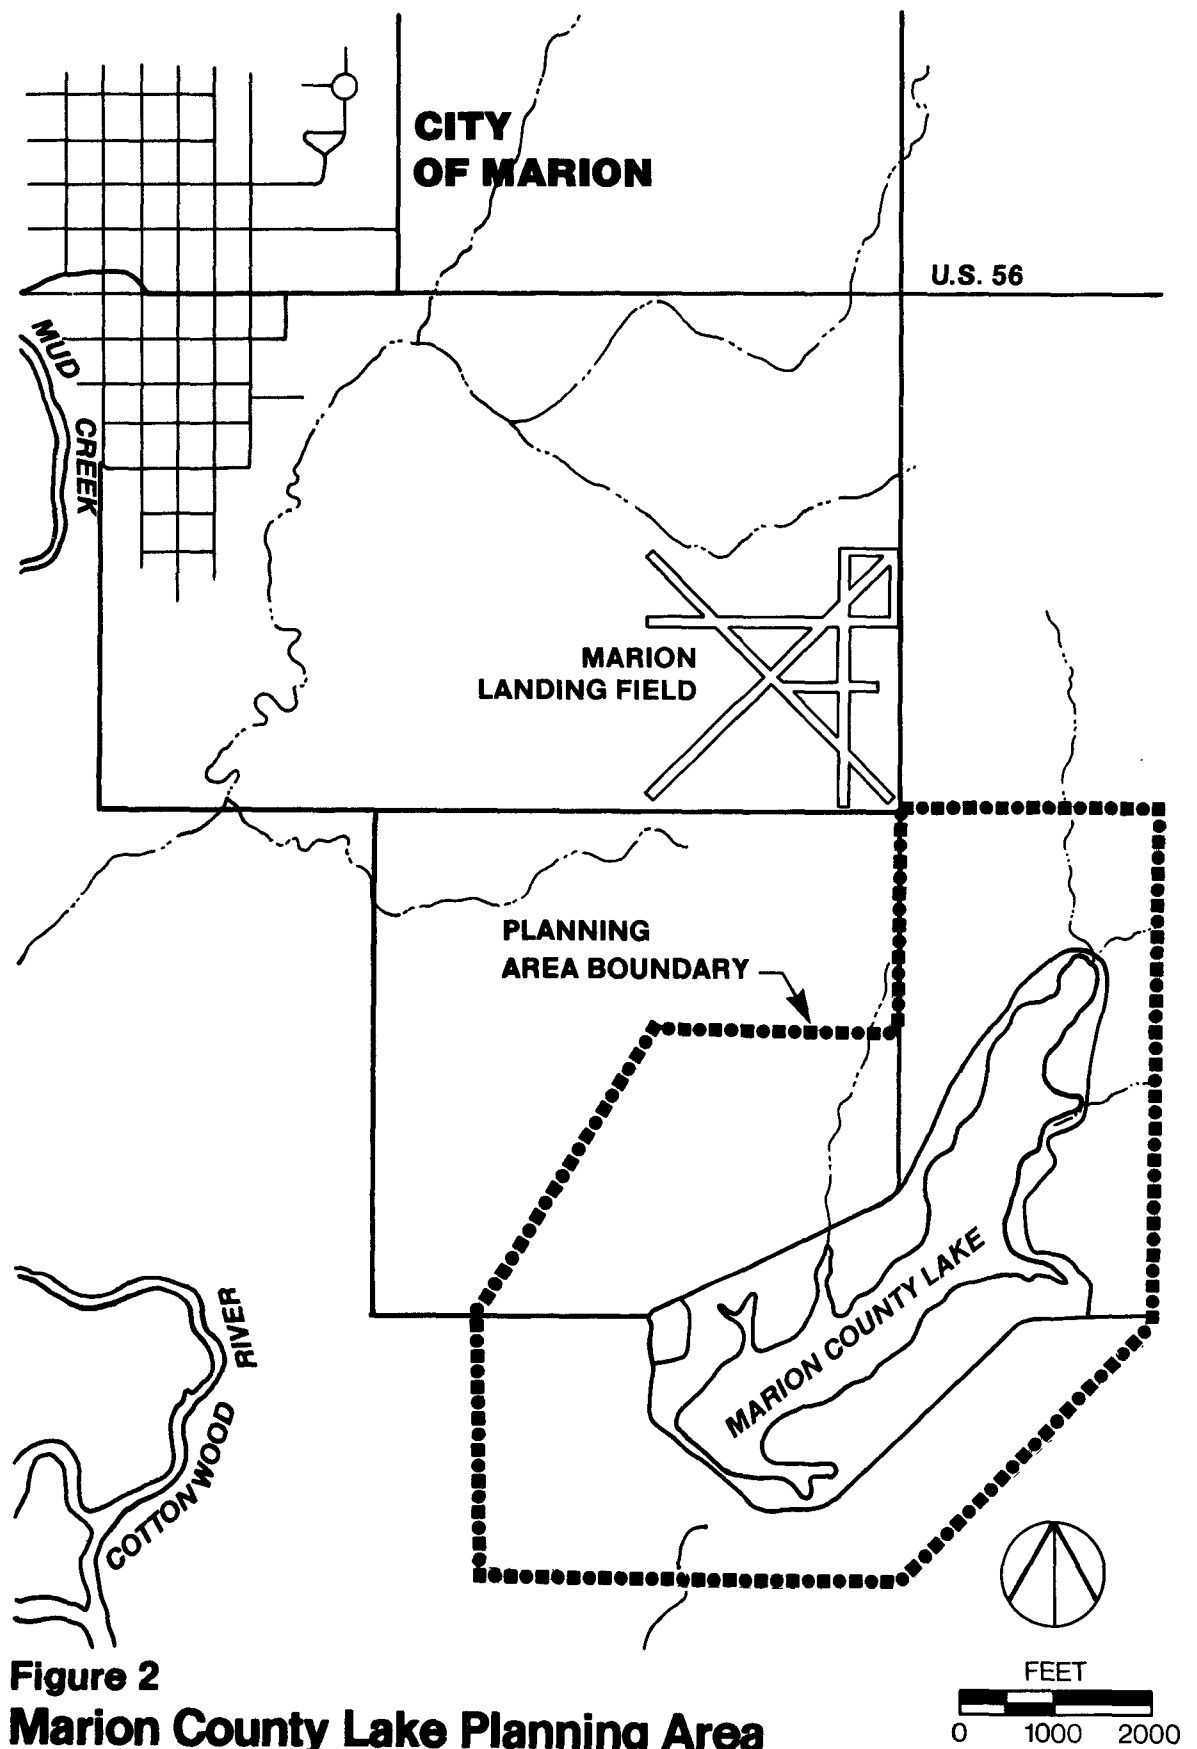 CITY
OF MARION
U.S. 56
MUD
CREEK
MARION
LANDING FIELD
PLANNING
AREA BOUNDARY
MARION COUNTY LAKE
RIVER
COTTONWOOD
FEET
0 1000 2000
Figure 2
Marion County Lake Planning Area